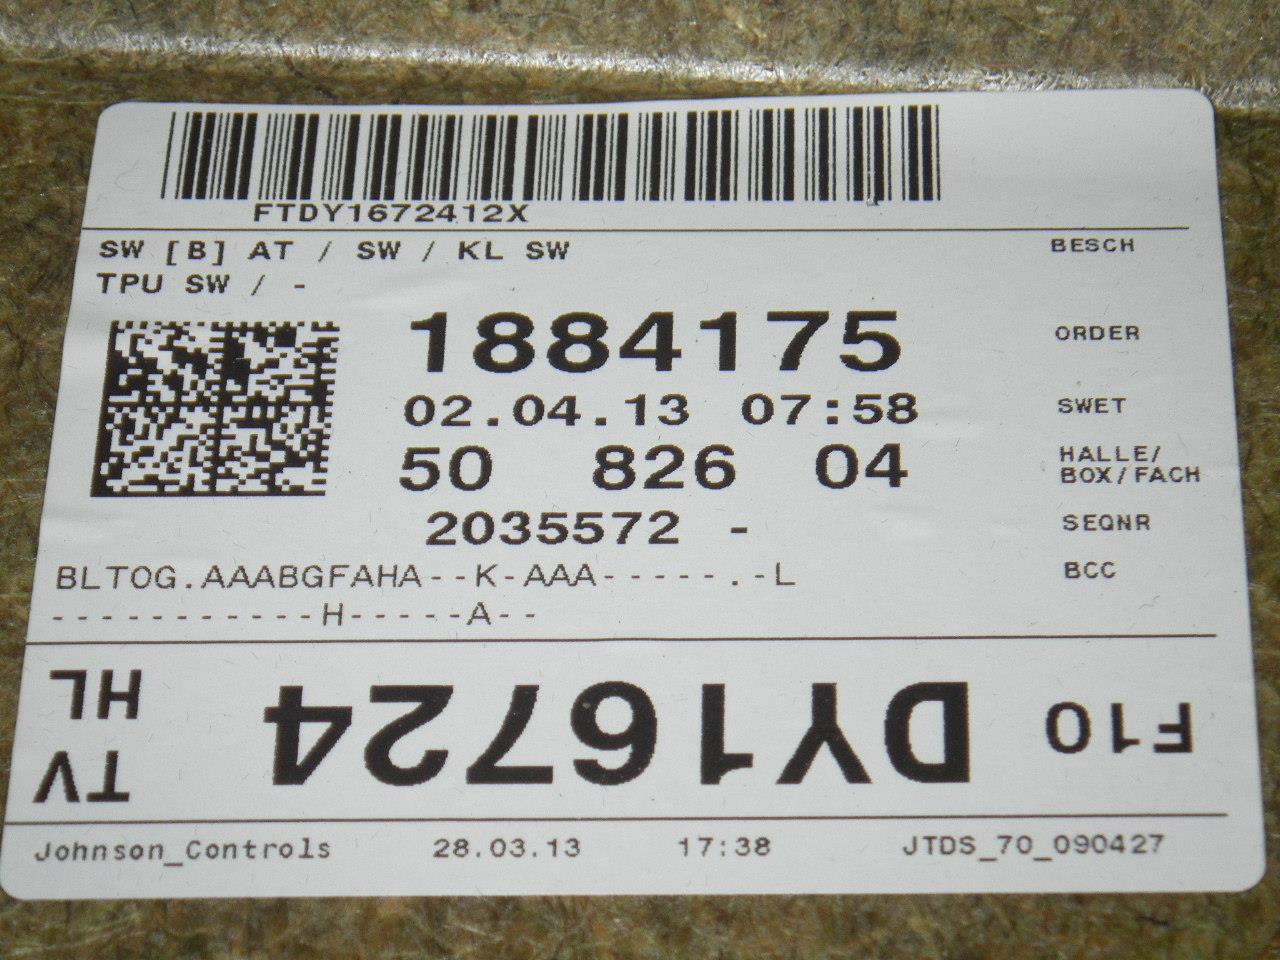 FTDY1672412X
SW [B] AT / SW / KL SW BESCH
TPU SW / -
1884175 ORDER
02.04.13 07:58 SWET
50 826 04 HALLE/
BOX/FACH
2035572 - SEQNR
BLTOG.AAABGFAHA--K-AAA------.--L BCC
------------H-----A--
F10 DY16724 TV
HL
Johnson_Controls 28.03.13 17:38 JTDS_70_090427